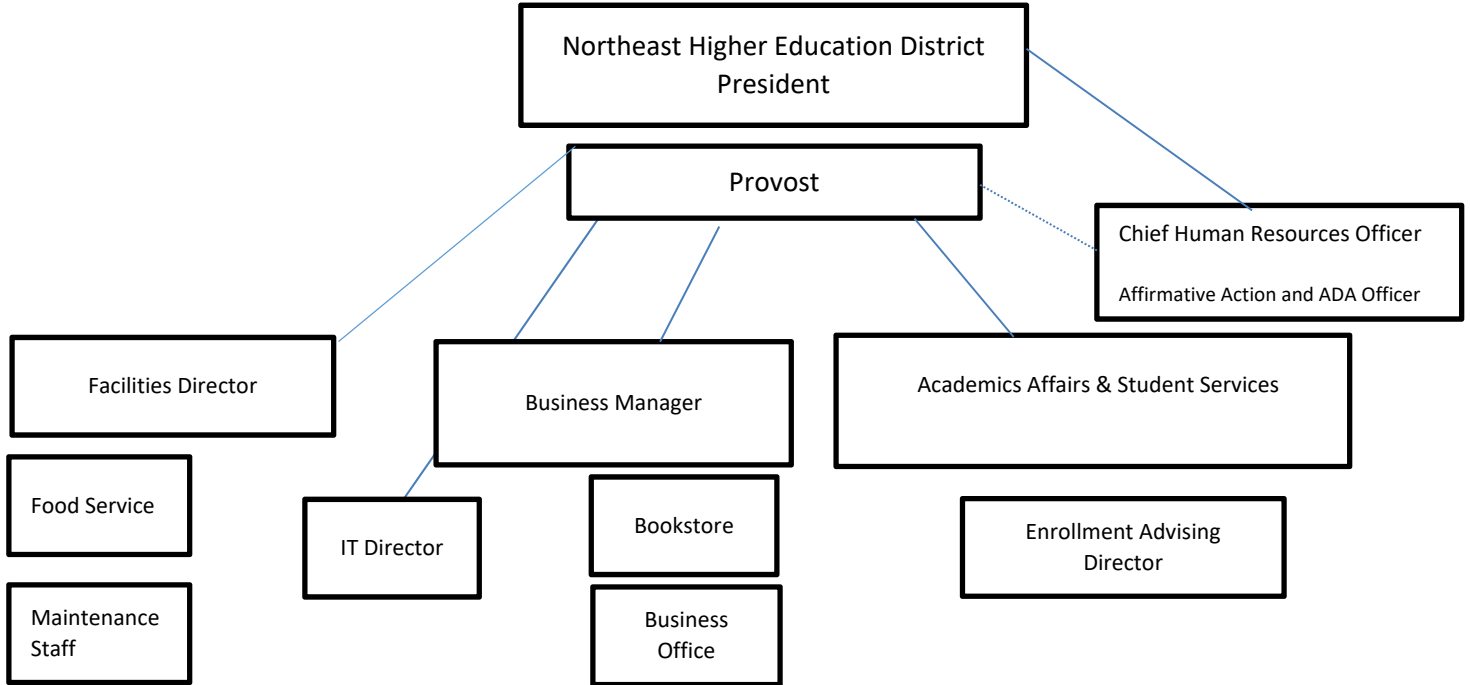 Northeast Higher Education District
President
Provost
Chief Human Resources Officer
Affirmative Action and ADA Officer
Facilities Director
Business Manager
Academics Affairs & Student Services
Food Service
IT Director
Bookstore
Enrollment Advising
Director
Maintenance
Staff
Business
Office